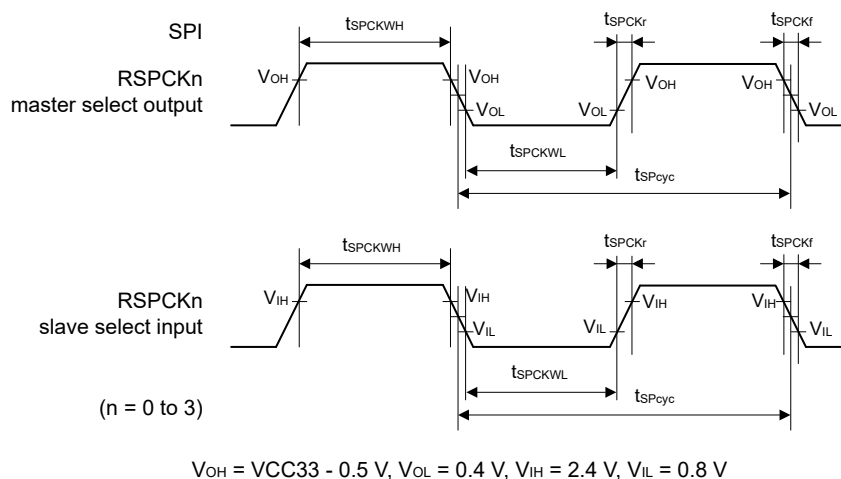 SPI
tSPCKWH
tSPCKr
tSPCKf
RSPCKn
master select output
VOH
VOH
VOL
VOL
VOH
VOH
VOL
tSPCKWL
tSPcyc
tSPCKWH
tSPCKr
tSPCKf
RSPCKn
slave select input
VIH
VIH
VIL
VIL
VIH
VIH
VIL
tSPCKWL
tSPcyc
(n = 0 to 3)
VOH = VCC33 - 0.5 V, VOL = 0.4 V, VIH = 2.4 V, VIL = 0.8 V